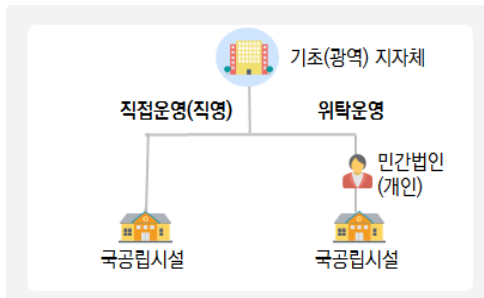 기초(광역) 지자체
직접운영(직영)
위탁운영
민간법인
(개인)
국공립시설
국공립시설